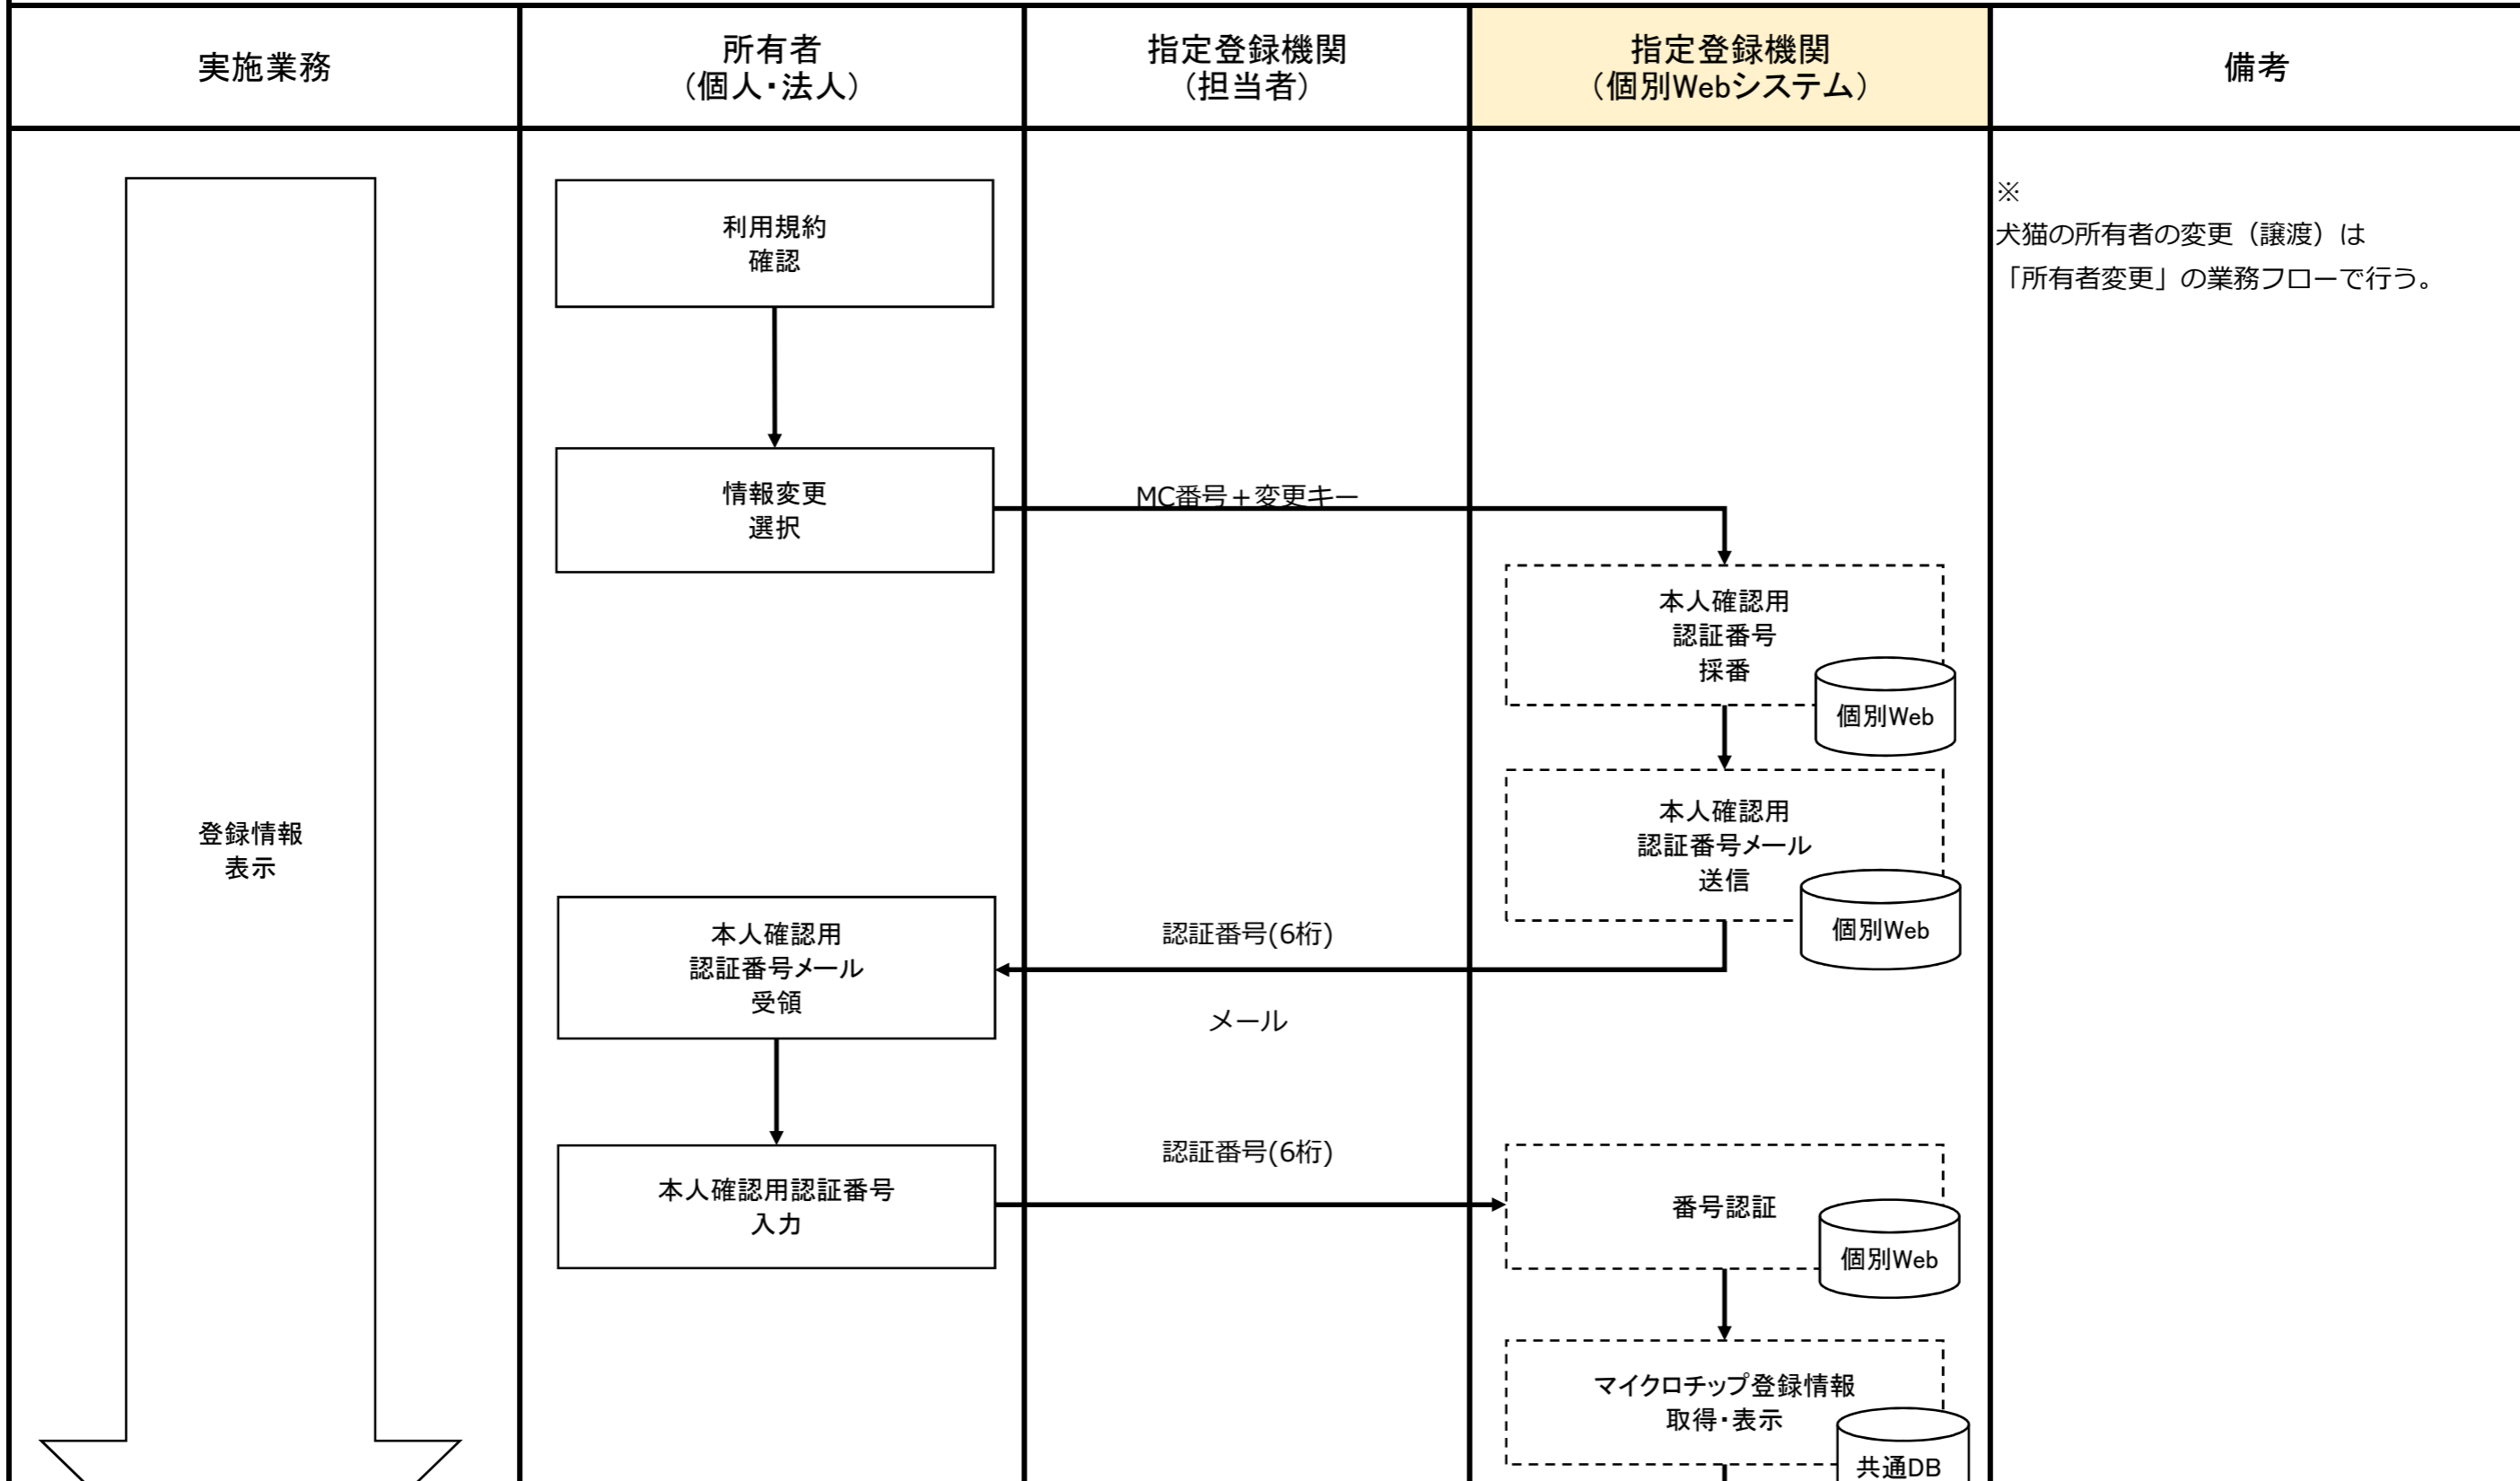 実施業務
所有者
（個人・法人）
指定登録機関
（担当者）
指定登録機関
（個別Webシステム）
備考
※
犬猫の所有者の変更（譲渡）は
「所有者変更」の業務フローで行う。
利用規約
確認
情報変更
選択
MC番号＋変更キー
本人確認用
認証番号
採番
個別Web
本人確認用
認証番号メール
送信
個別Web
登録情報
表示
本人確認用
認証番号メール
受領
認証番号(6桁)
メール
本人確認用認証番号
入力
認証番号(6桁)
番号認証
個別Web
マイクロチップ登録情報
取得・表示
共通DB